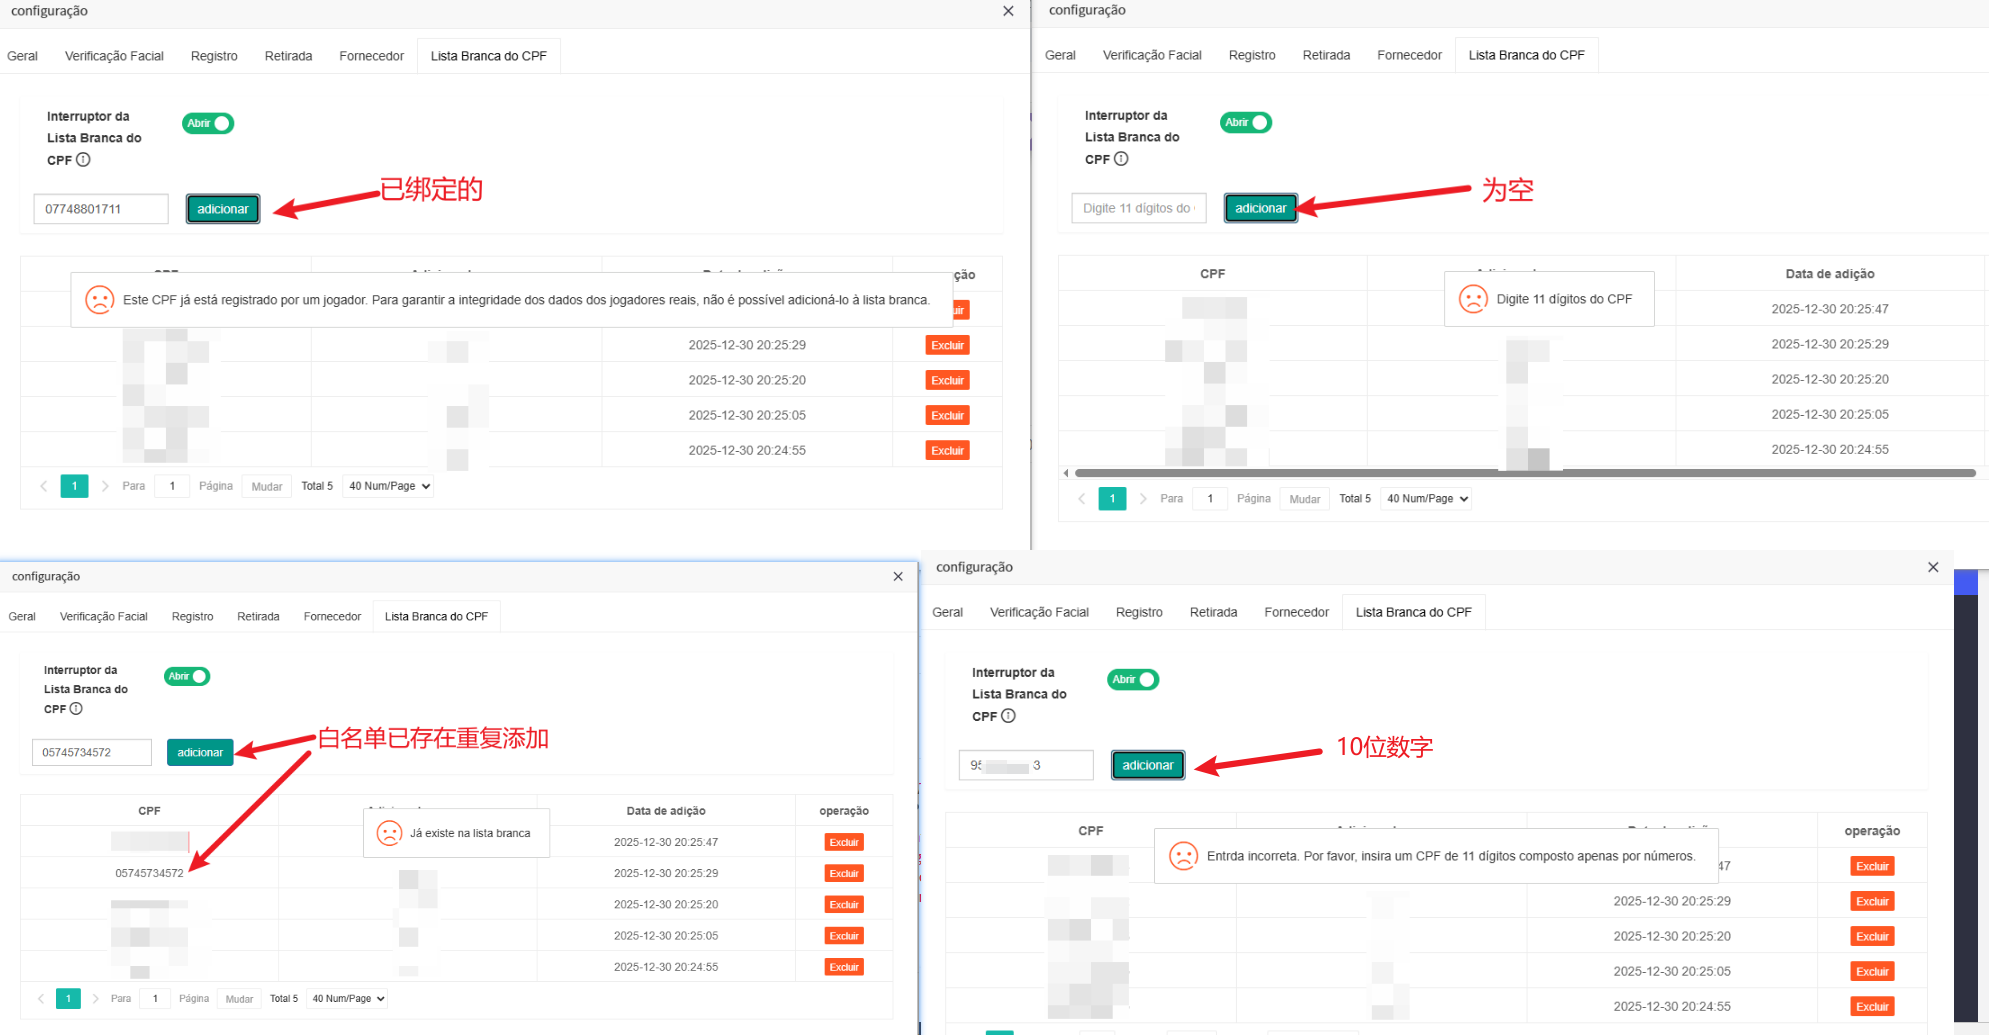 configuração
Geral Verificação Facial Registro Retirada Fornecedor Lista Branca do CPF
Interruptor da
Lista Branca do
CPF
Abrir
07748801711 adicionar 已绑定的
Este CPF já está registrado por um jogador. Para garantir a integridade dos dados dos jogadores reais, não é possível adicioná-lo à lista branca.
2025-12-30 20:25:29 Excluir
2025-12-30 20:25:20 Excluir
2025-12-30 20:25:05 Excluir
2025-12-30 20:24:55 Excluir
1 Para 1 Página Mudar Total 5 40 Num/Page
configuração
Geral Verificação Facial Registro Retirada Fornecedor Lista Branca do CPF
Interruptor da
Lista Branca do
CPF
Abrir
Digite 11 dígitos do adicionar 为空
CPF Data de adição
Digite 11 dígitos do CPF
2025-12-30 20:25:47
2025-12-30 20:25:29
2025-12-30 20:25:20
2025-12-30 20:25:05
2025-12-30 20:24:55
1 Para 1 Página Mudar Total 5 40 Num/Page
configuração
Geral Verificação Facial Registro Retirada Fornecedor Lista Branca do CPF
Interruptor da
Lista Branca do
CPF
Abrir
05745734572 adicionar 白名单已存在重复添加
CPF Data de adição operação
Já existe na lista branca
2025-12-30 20:25:47 Excluir
05745734572 2025-12-30 20:25:29 Excluir
2025-12-30 20:25:20 Excluir
2025-12-30 20:25:05 Excluir
2025-12-30 20:24:55 Excluir
1 Para 1 Página Mudar Total 5 40 Num/Page
configuração
Geral Verificação Facial Registro Retirada Fornecedor Lista Branca do CPF
Interruptor da
Lista Branca do
CPF
Abrir
95 3 adicionar 10位数字
CPF operação
Entrda incorreta. Por favor, insira um CPF de 11 dígitos composto apenas por números.
47 Excluir
2025-12-30 20:25:29 Excluir
2025-12-30 20:25:20 Excluir
2025-12-30 20:25:05 Excluir
2025-12-30 20:24:55 Excluir